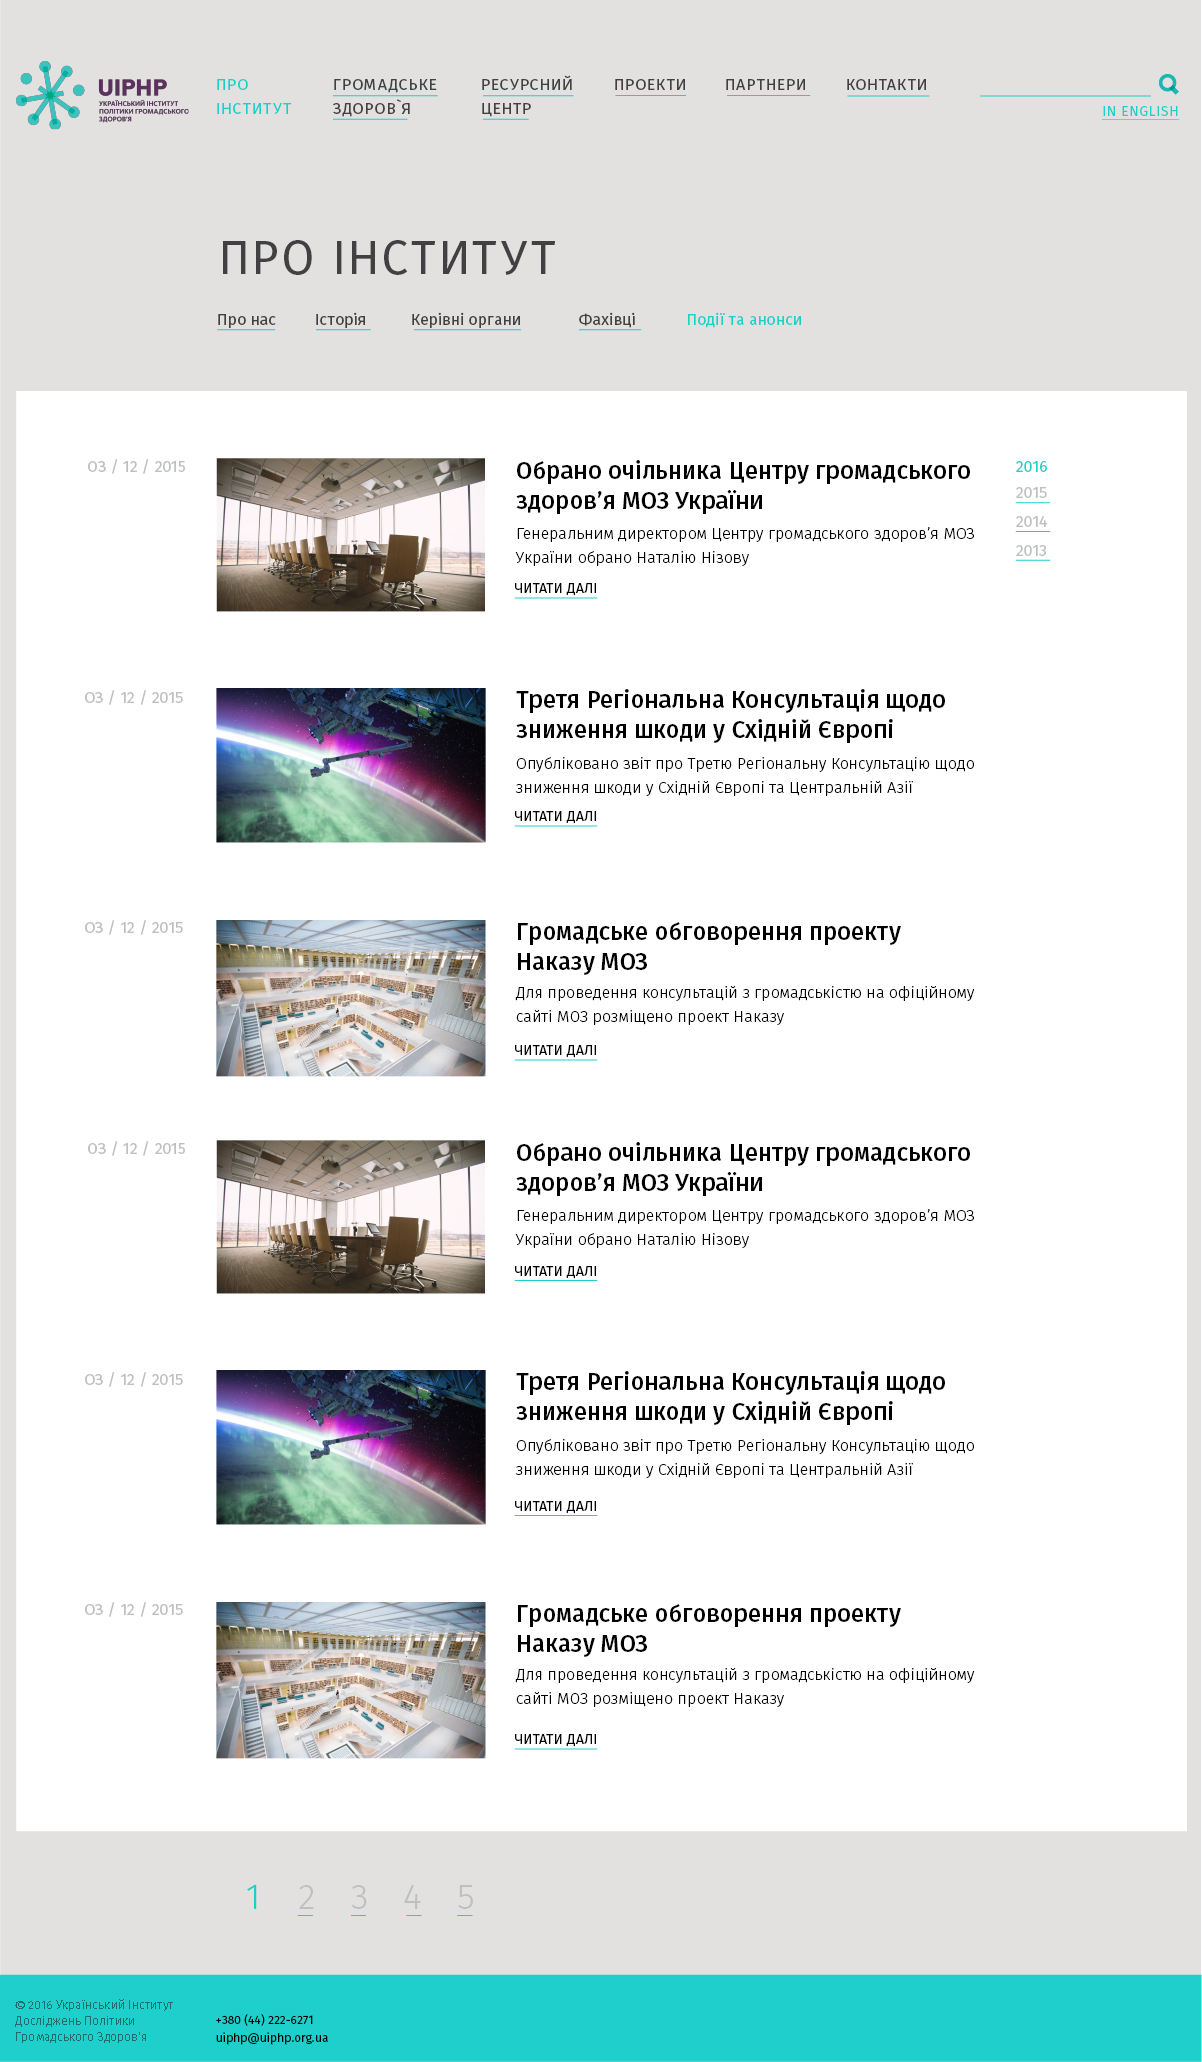 UIPHP
УКРАЇНСЬКИЙ ІНСТИТУТ
ПОЛІТИКИ ГРОМАДСЬКОГО
ЗДОРОВ'Я
ПРО
ІНСТИТУТ
ГРОМАДСЬКЕ
ЗДОРОВ`Я
РЕСУРСНИЙ
ЦЕНТР
ПРОЕКТИ
ПАРТНЕРИ
КОНТАКТИ
IN ENGLISH
ПРО ІНСТИТУТ
Про нас Історія Керівні органи Фахівці Події та анонси
03 / 12 / 2015
Обрано очільника Центру громадського
здоров’я МОЗ України
Генеральним директором Центру громадського здоров’я МОЗ
України обрано Наталію Нізову
ЧИТАТИ ДАЛІ
2016
2015
2014
2013
03 / 12 / 2015
Третя Регіональна Консультація щодо
зниження шкоди у Східній Європі
Опубліковано звіт про Третю Регіональну Консультацію щодо
зниження шкоди у Східній Європі та Центральній Азії
ЧИТАТИ ДАЛІ
03 / 12 / 2015
Громадське обговорення проекту
Наказу МОЗ
Для проведення консультацій з громадськістю на офіційному
сайті МОЗ розміщено проект Наказу
ЧИТАТИ ДАЛІ
03 / 12 / 2015
Обрано очільника Центру громадського
здоров’я МОЗ України
Генеральним директором Центру громадського здоров’я МОЗ
України обрано Наталію Нізову
ЧИТАТИ ДАЛІ
03 / 12 / 2015
Третя Регіональна Консультація щодо
зниження шкоди у Східній Європі
Опубліковано звіт про Третю Регіональну Консультацію щодо
зниження шкоди у Східній Європі та Центральній Азії
ЧИТАТИ ДАЛІ
03 / 12 / 2015
Громадське обговорення проекту
Наказу МОЗ
Для проведення консультацій з громадськістю на офіційному
сайті МОЗ розміщено проект Наказу
ЧИТАТИ ДАЛІ
1 2 3 4 5
© 2016 Український Інститут
Досліджень Політики
Громадського Здоров'я
+380 (44) 222-6271
uiphp@uiphp.org.ua